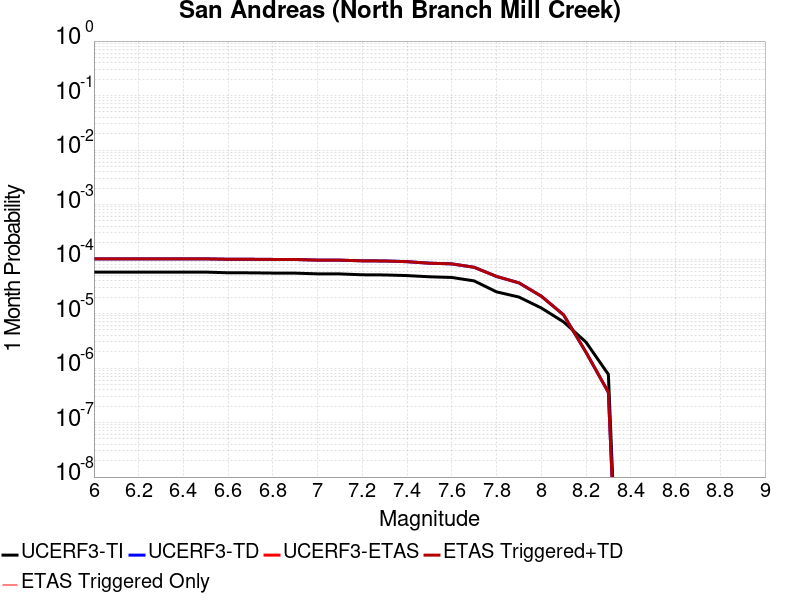 San Andreas (North Branch Mill Creek)
10^0
10^-1
10^-2
10^-3
10^-4
10^-5
10^-6
10^-7
10^-8
1 Month Probability
6 6.2 6.4 6.6 6.8 7 7.2 7.4 7.6 7.8 8 8.2 8.4 8.6 8.8 9
Magnitude
UCERF3-TI UCERF3-TD UCERF3-ETAS ETAS Triggered+TD
ETAS Triggered Only